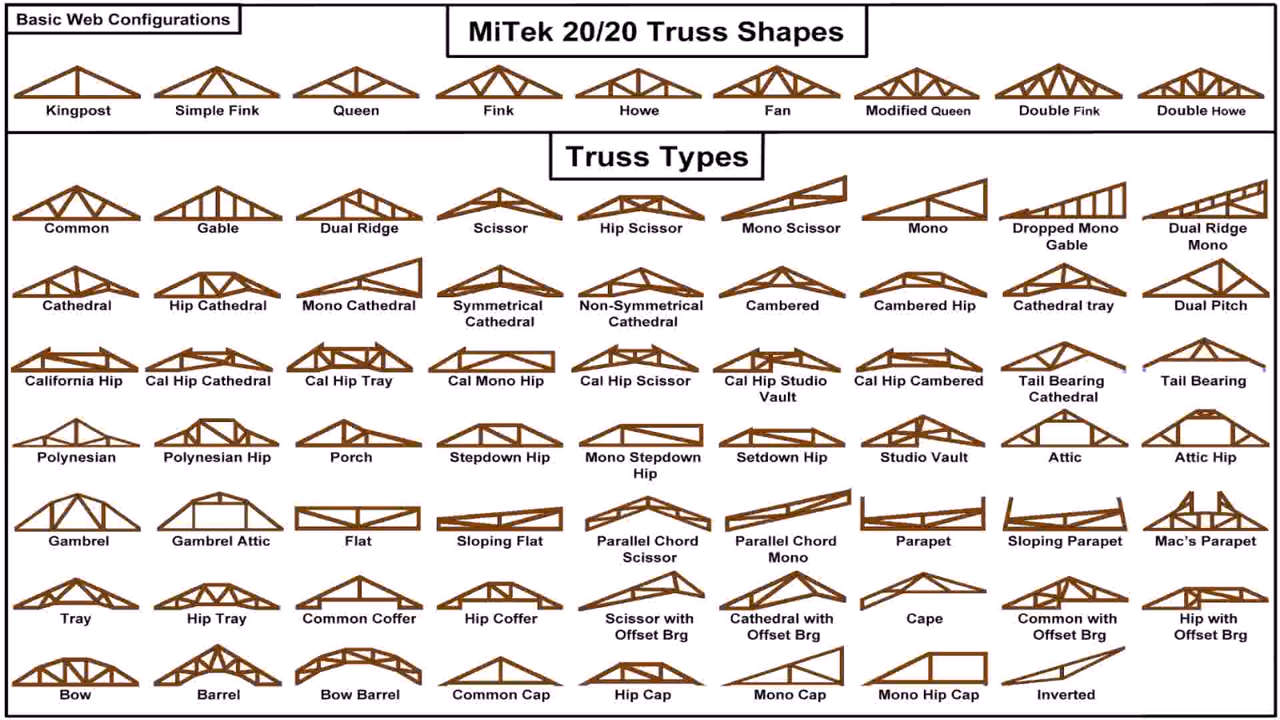 Basic Web Configurations
MiTek 20/20 Truss Shapes
Kingpost
Simple Fink
Queen
Fink
Howe
Fan
Modified Queen
Double Fink
Double Howe
Truss Types
Common
Gable
Dual Ridge
Scissor
Hip Scissor
Mono Scissor
Mono
Dropped Mono
Gable
Dual Ridge
Mono
Cathedral
Hip Cathedral
Mono Cathedral
Symmetrical
Cathedral
Non-Symmetrical
Cathedral
Cambered
Cambered Hip
Cathedral tray
Dual Pitch
California Hip
Cal Hip Cathedral
Cal Hip Tray
Cal Mono Hip
Cal Hip Scissor
Cal Hip Studio
Vault
Cal Hip Cambered
Tail Bearing
Cathedral
Tail Bearing
Polynesian
Polynesian Hip
Porch
Stepdown Hip
Mono Stepdown
Hip
Setdown Hip
Studio Vault
Attic
Attic Hip
Gambrel
Gambrel Attic
Flat
Sloping Flat
Parallel Chord
Scissor
Parallel Chord
Mono
Parapet
Sloping Parapet
Mac's Parapet
Tray
Hip Tray
Common Coffer
Hip Coffer
Scissor with
Offset Brg
Cathedral with
Offset Brg
Cape
Common with
Offset Brg
Hip with
Offset Brg
Bow
Barrel
Bow Barrel
Common Cap
Hip Cap
Mono Cap
Mono Hip Cap
Inverted